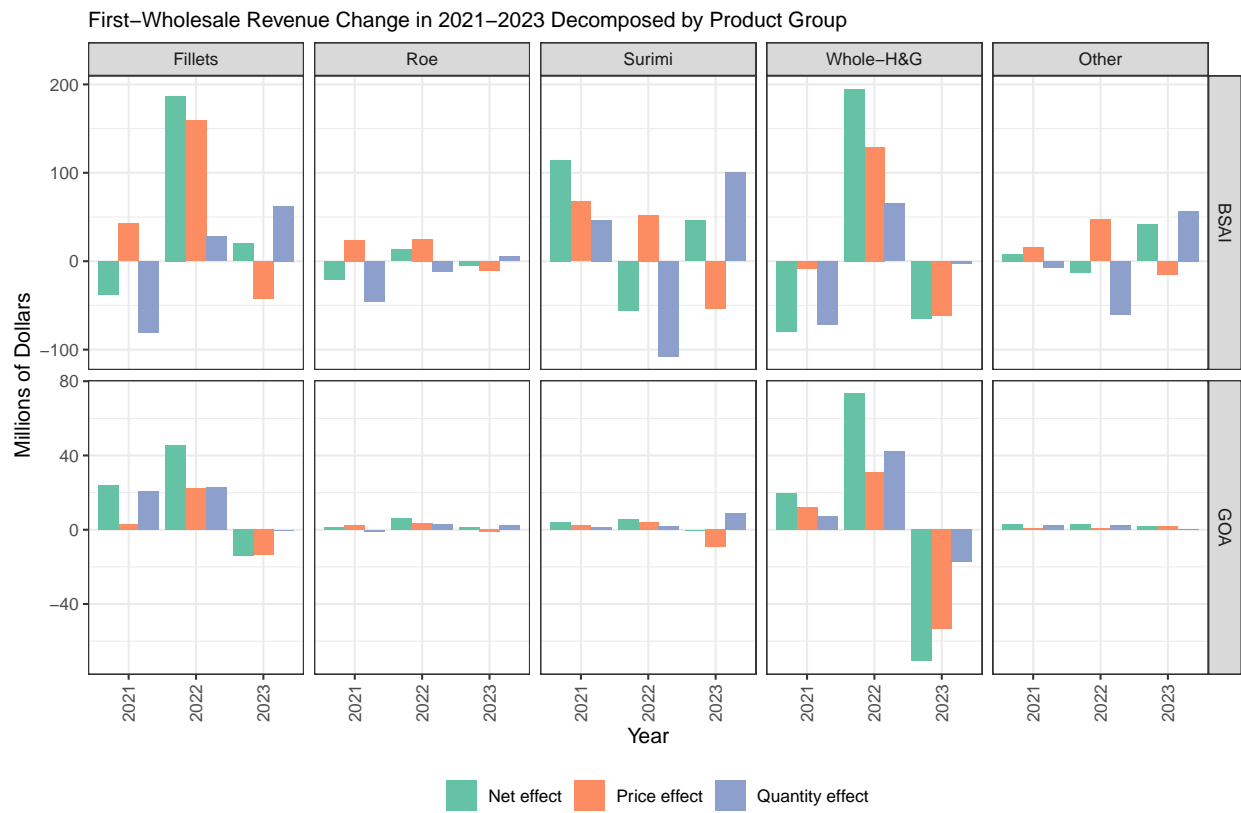 First−Wholesale Revenue Change in 2021−2023 Decomposed by Product Group
Fillets Roe Surimi Whole−H&G Other
200
100
0
−100
BSAI
80
40
0
−40
GOA
Millions of Dollars
2021 2022 2023 2021 2022 2023 2021 2022 2023 2021 2022 2023 2021 2022 2023
Year
Net effect Price effect Quantity effect